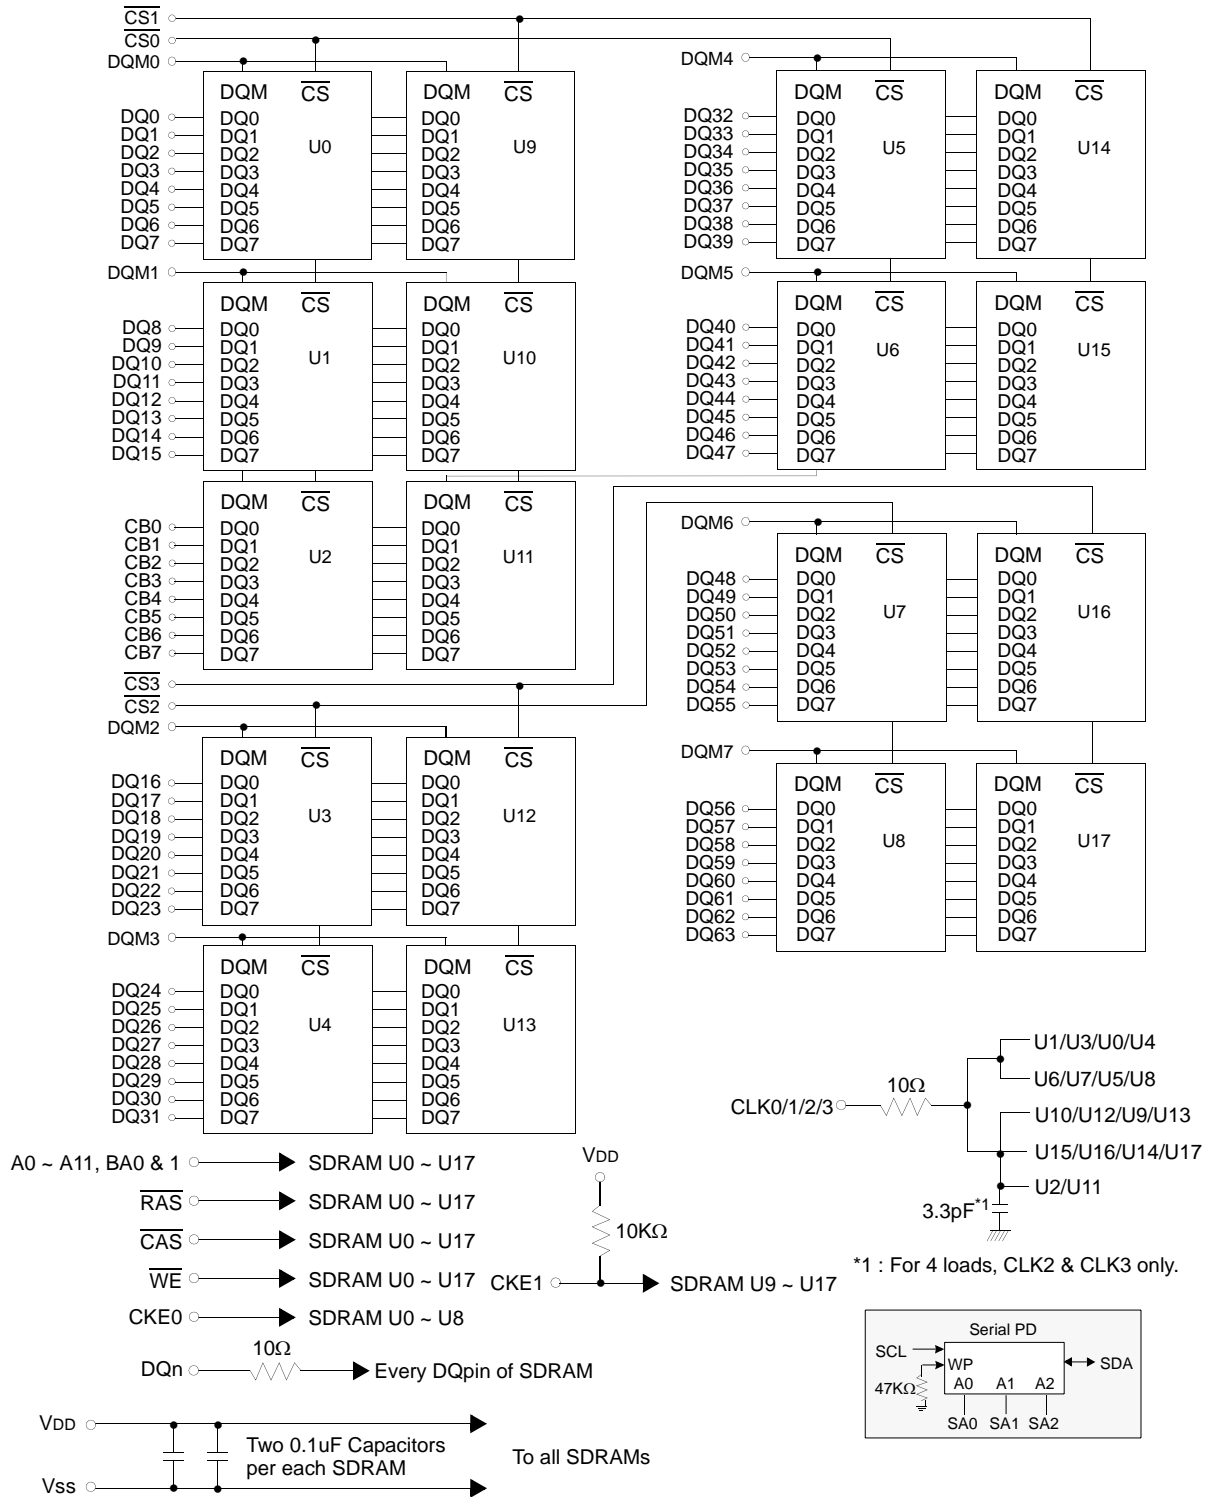 CS1
CS0
DQM0
DQM CS
DQ0 DQ0
DQ1 DQ1
DQ2 DQ2
DQ3 DQ3
DQ4 DQ4
DQ5 DQ5
DQ6 DQ6
DQ7 DQ7
U0
DQM CS
DQ0
DQ1
DQ2
DQ3
DQ4
DQ5
DQ6
DQ7
U9
DQM1
DQM CS
DQ8 DQ0
DQ9 DQ1
DQ10 DQ2
DQ11 DQ3
DQ12 DQ4
DQ13 DQ5
DQ14 DQ6
DQ15 DQ7
U1
DQM CS
DQ0
DQ1
DQ2
DQ3
DQ4
DQ5
DQ6
DQ7
U10
DQM CS
CB0 DQ0
CB1 DQ1
CB2 DQ2
CB3 DQ3
CB4 DQ4
CB5 DQ5
CB6 DQ6
CB7 DQ7
U2
DQM CS
DQ0
DQ1
DQ2
DQ3
DQ4
DQ5
DQ6
DQ7
U11
CS3
CS2
DQM2
DQM CS
DQ16 DQ0
DQ17 DQ1
DQ18 DQ2
DQ19 DQ3
DQ20 DQ4
DQ21 DQ5
DQ22 DQ6
DQ23 DQ7
U3
DQM CS
DQ0
DQ1
DQ2
DQ3
DQ4
DQ5
DQ6
DQ7
U12
DQM3
DQM CS
DQ24 DQ0
DQ25 DQ1
DQ26 DQ2
DQ27 DQ3
DQ28 DQ4
DQ29 DQ5
DQ30 DQ6
DQ31 DQ7
U4
DQM CS
DQ0
DQ1
DQ2
DQ3
DQ4
DQ5
DQ6
DQ7
U13
DQM4
DQM CS
DQ32 DQ0
DQ33 DQ1
DQ34 DQ2
DQ35 DQ3
DQ36 DQ4
DQ37 DQ5
DQ38 DQ6
DQ39 DQ7
U5
DQM CS
DQ0
DQ1
DQ2
DQ3
DQ4
DQ5
DQ6
DQ7
U14
DQM5
DQM CS
DQ40 DQ0
DQ41 DQ1
DQ42 DQ2
DQ43 DQ3
DQ44 DQ4
DQ45 DQ5
DQ46 DQ6
DQ47 DQ7
U6
DQM CS
DQ0
DQ1
DQ2
DQ3
DQ4
DQ5
DQ6
DQ7
U15
DQM6
DQM CS
DQ48 DQ0
DQ49 DQ1
DQ50 DQ2
DQ51 DQ3
DQ52 DQ4
DQ53 DQ5
DQ54 DQ6
DQ55 DQ7
U7
DQM CS
DQ0
DQ1
DQ2
DQ3
DQ4
DQ5
DQ6
DQ7
U16
DQM7
DQM CS
DQ56 DQ0
DQ57 DQ1
DQ58 DQ2
DQ59 DQ3
DQ60 DQ4
DQ61 DQ5
DQ62 DQ6
DQ63 DQ7
U8
DQM CS
DQ0
DQ1
DQ2
DQ3
DQ4
DQ5
DQ6
DQ7
U17
A0 ~ A11, BA0 & 1 SDRAM U0 ~ U17
RAS SDRAM U0 ~ U17
CAS SDRAM U0 ~ U17
WE SDRAM U0 ~ U17
CKE0 SDRAM U0 ~ U8
DQn 10Ω Every DQpin of SDRAM
VDD
10KΩ
CKE1 SDRAM U9 ~ U17
VDD
Two 0.1uF Capacitors
per each SDRAM
Vss
To all SDRAMs
CLK0/1/2/3 10Ω
U1/U3/U0/U4
U6/U7/U5/U8
U10/U12/U9/U13
U15/U16/U14/U17
U2/U11
3.3pF*1
*1 : For 4 loads, CLK2 & CLK3 only.
Serial PD
SCL
WP
SDA
47KΩ
A0 A1 A2
SA0 SA1 SA2